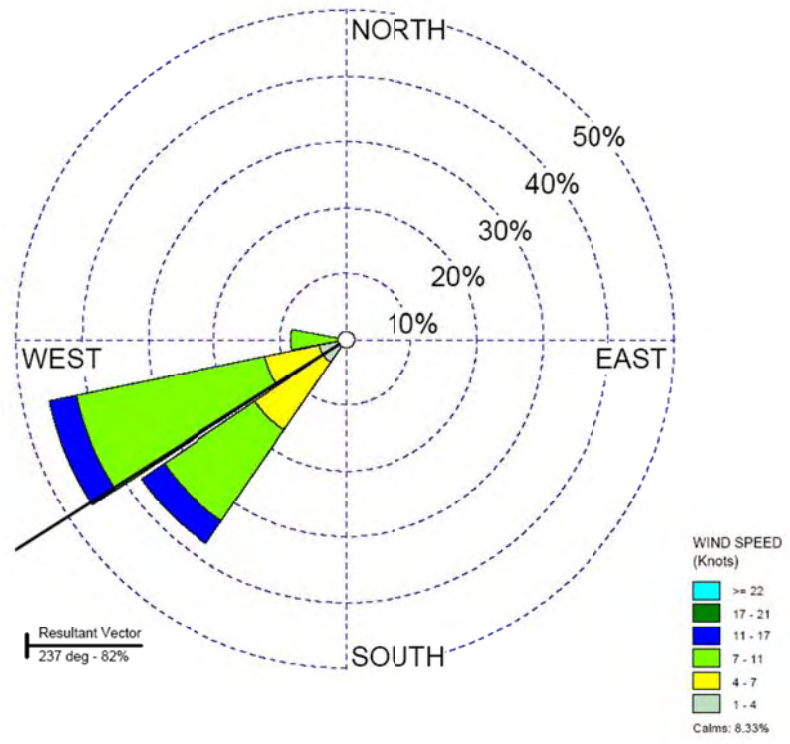 NORTH
50%
40%
30%
20%
10%
WEST
EAST
SOUTH
Resultant Vector
237 deg - 82%
WIND SPEED
(Knots)
>= 22
17 - 21
11 - 17
7 - 11
4 - 7
1 - 4
Calms: 8.33%